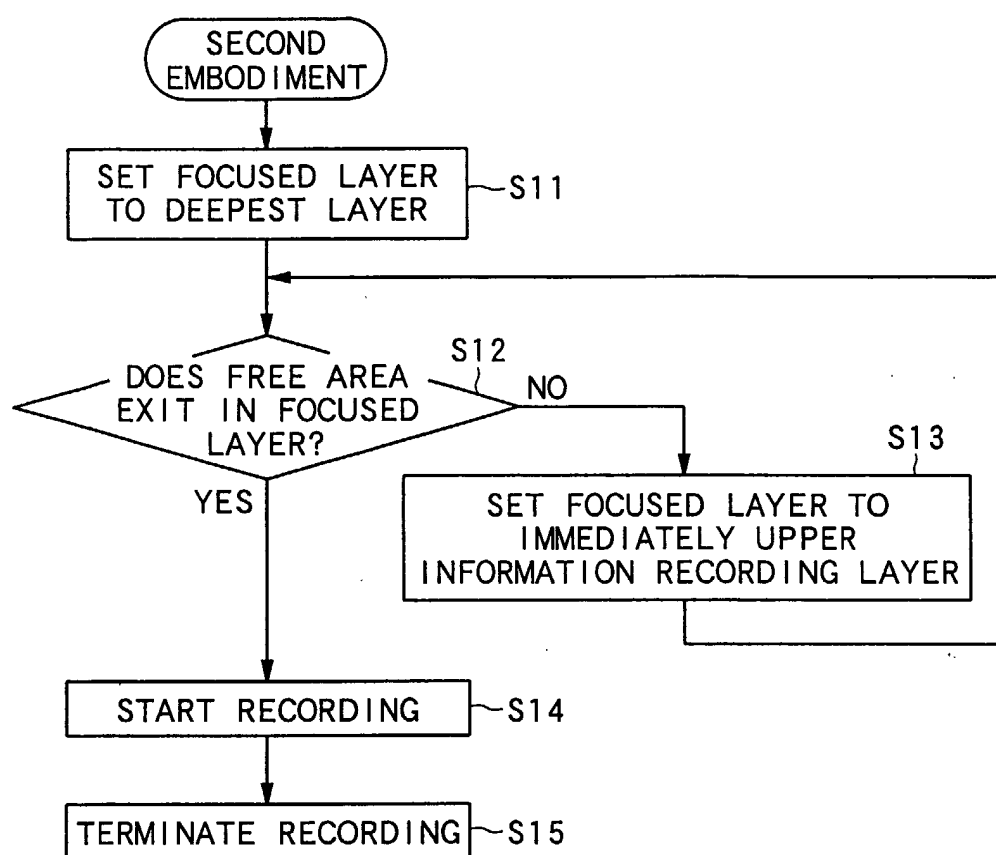 SECOND
EMBODIMENT
SET FOCUSED LAYER
TO DEEPEST LAYER
S11
DOES FREE AREA
EXIT IN FOCUSED
LAYER?
S12
NO
YES
S13
SET FOCUSED LAYER TO
IMMEDIATELY UPPER
INFORMATION RECORDING LAYER
START RECORDING
S14
TERMINATE RECORDING
S15